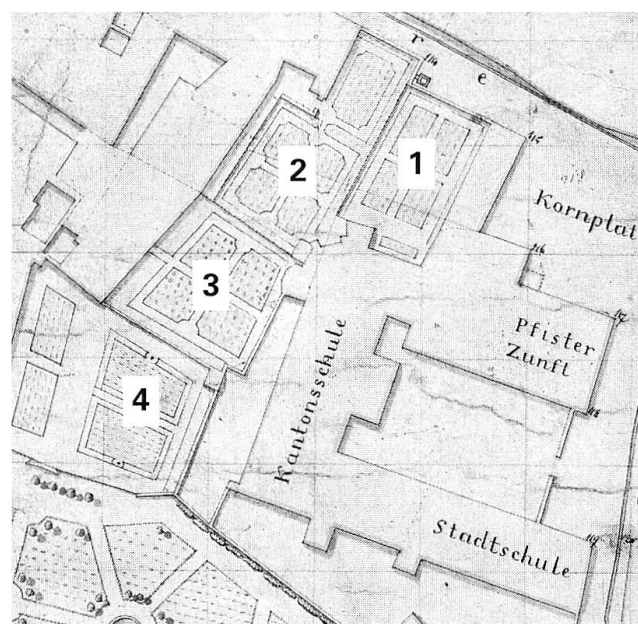 r
e
1
2
Kornplat
3
Pfister
Zunft
Kantonsschule
4
Stadtschule